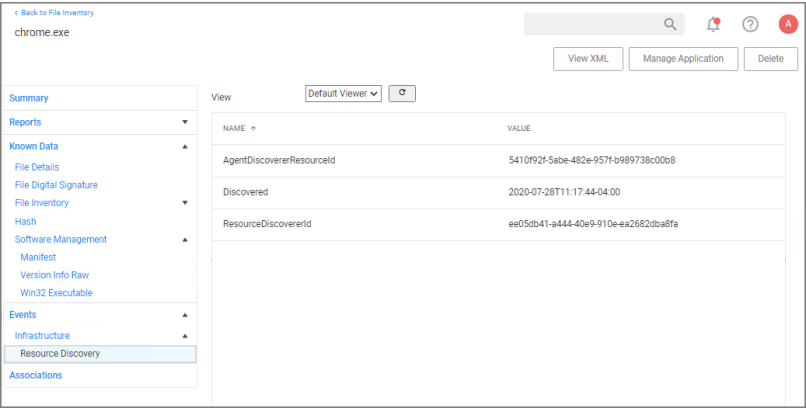 ‹ Back to File Inventory
chrome.exe
A
View XML
Manage Application
Delete
Summary
Reports
Known Data
File Details
File Digital Signature
File Inventory
Hash
Software Management
Manifest
Version Info Raw
Win32 Executable
Events
Infrastructure
Resource Discovery
Associations
View
Default Viewer
NAME ↑ VALUE
AgentDiscovererResourceId 5410f92f-5abe-482e-957f-b989738c00b8
Discovered 2020-07-28T11:17:44-04:00
ResourceDiscovererId ee05db41-a444-40e9-910e-ea2682dba8fa